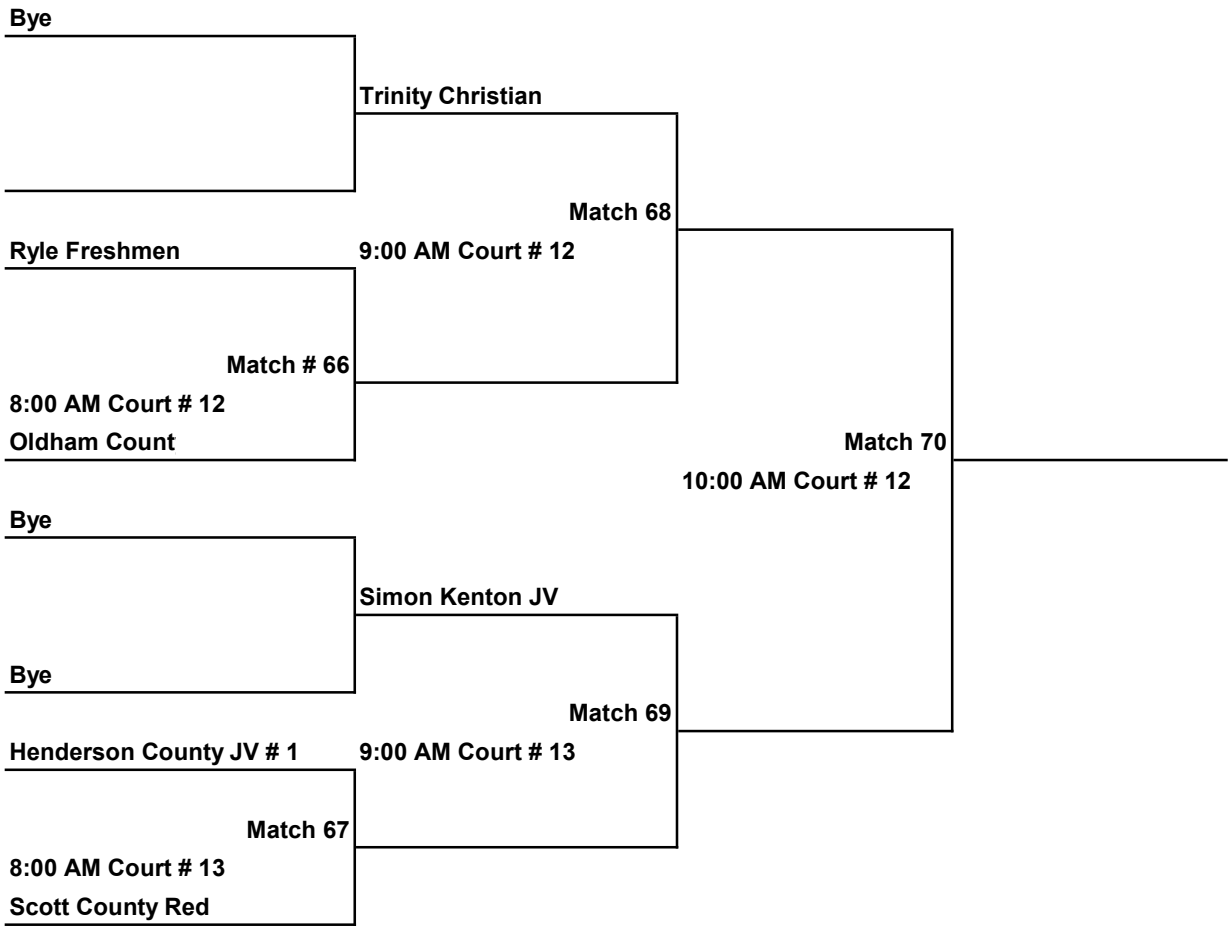 Bye
Trinity Christian
Match 68
Ryle Freshmen
9:00 AM Court # 12
Match # 66
8:00 AM Court # 12
Oldham Count
Match 70
10:00 AM Court # 12
Bye
Simon Kenton JV
Bye
Match 69
Henderson County JV # 1
9:00 AM Court # 13
Match 67
8:00 AM Court # 13
Scott County Red